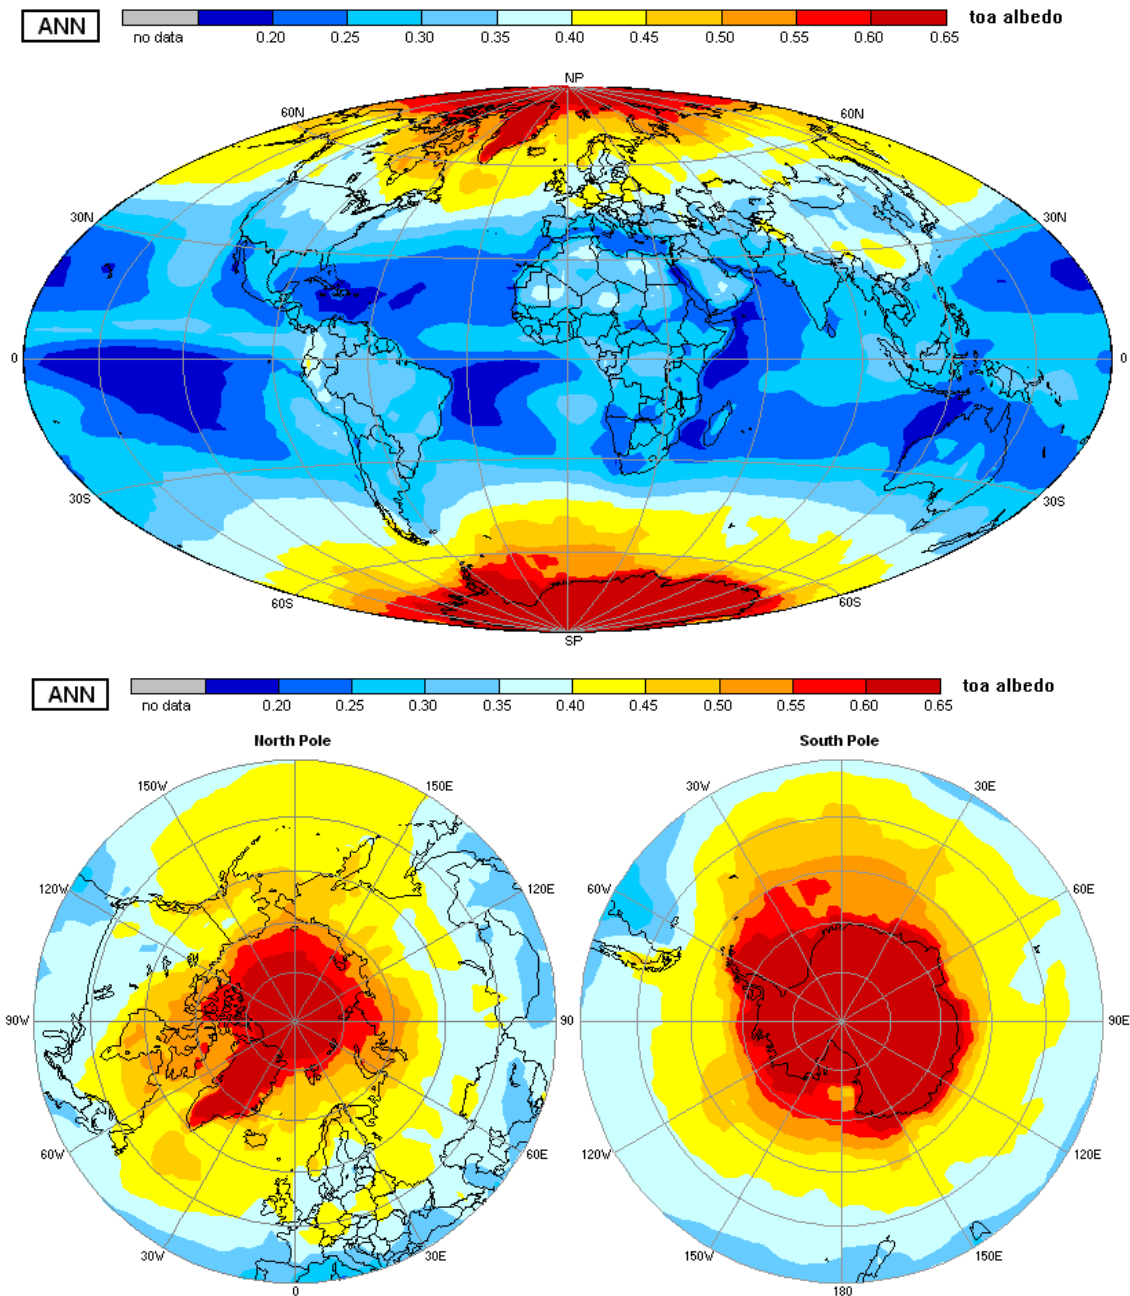 ANN toa albedo
no data 0.20 0.25 0.30 0.35 0.40 0.45 0.50 0.55 0.60 0.65
NP
60N 60N
30N 30N
0 0
30S 30S
60S 60S
SP
ANN toa albedo
no data 0.20 0.25 0.30 0.35 0.40 0.45 0.50 0.55 0.60 0.65
North Pole
150W 150E
120W 120E
90W
60W 60E
30W 30E
0
South Pole
30W 30E
60W 60E
90 90E
120W 120E
150W 150E
180